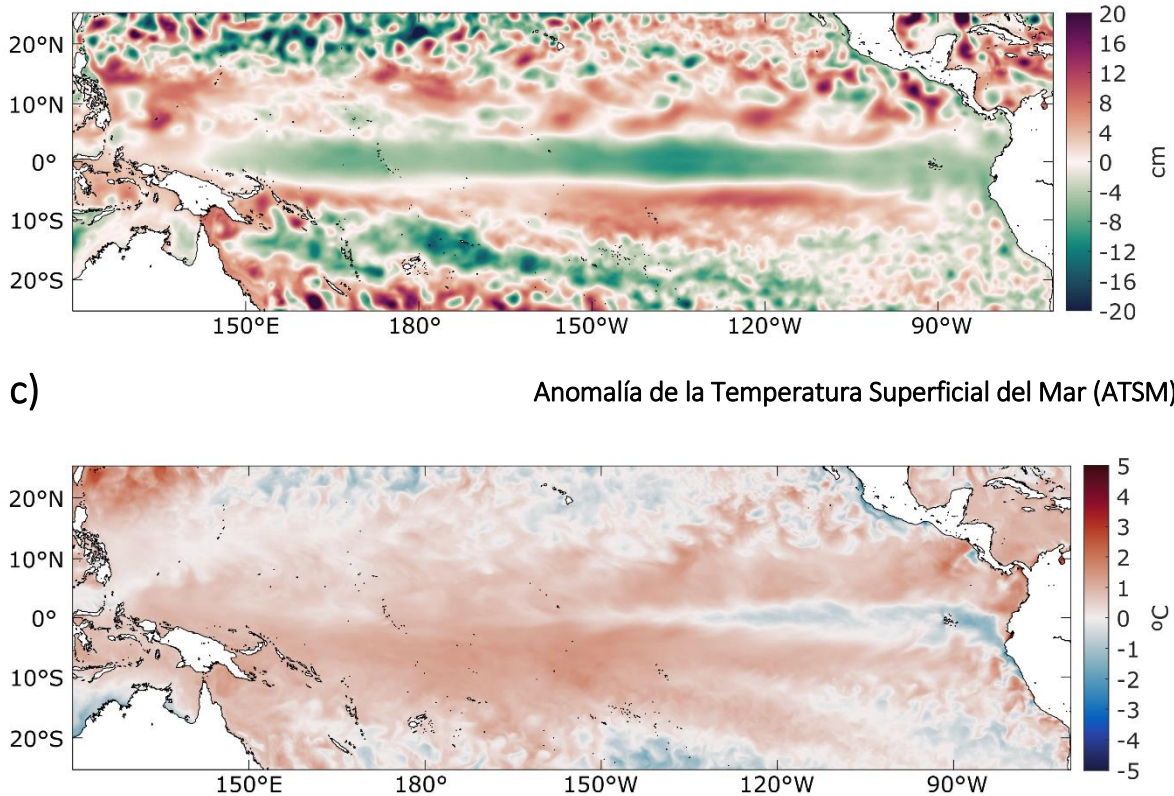 20°N
10°N
0°
10°S
20°S
150°E
180°
150°W
120°W
90°W
20
16
12
8
4
0
-4
-8
-12
-16
-20
cm
c)
Anomalía de la Temperatura Superficial del Mar (ATSM)
20°N
10°N
0°
10°S
20°S
150°E
180°
150°W
120°W
90°W
5
4
3
2
1
0
-1
-2
-3
-4
-5
ºC